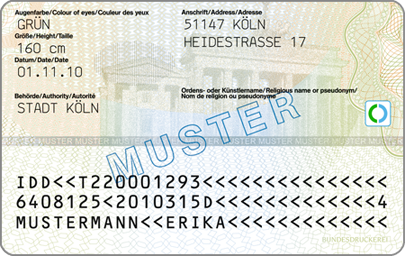 Augenfarbe/Colour of eyes/Couleur des yeux
GRÜN
Größe/Height/Taille
160 cm
Datum/Date/Date
01.11.10
Behörde/Authority/Autorité
STADT KÖLN
Anschrift/Address/Adresse
51147 KÖLN
HEIDESTRASSE 17
Ordens- oder Künstlername/Religious name or pseudonym/
Nom de religion ou pseudonyme
MUSTER
MUSTER MUSTER MUSTER MUSTER MUSTER
IDD<<T220001293<<<<<<<<<<<<<<<
6408125<2010315D<<<<<<<<<<<<<4
MUSTERMANN<<ERIKA<<<<<<<<<<<<<
BUNDESDRUCKEREI